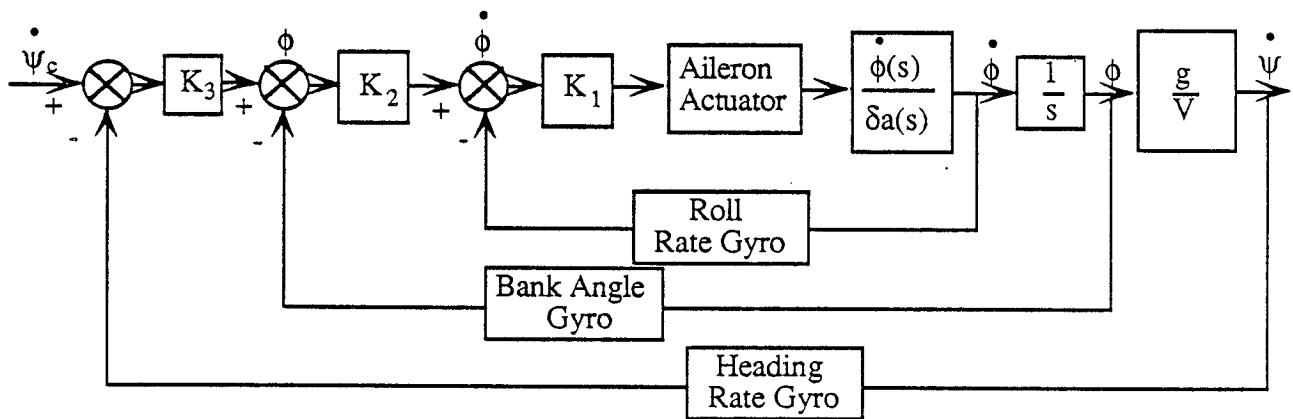 ψ̇c
+
-
K3
ϕ
+
-
K2
ϕ̇
+
-
K1
Aileron
Actuator
ϕ̇(s)
δa(s)
ϕ̇
1
s
ϕ
g
V
ψ̇
Roll
Rate Gyro
Bank Angle
Gyro
Heading
Rate Gyro